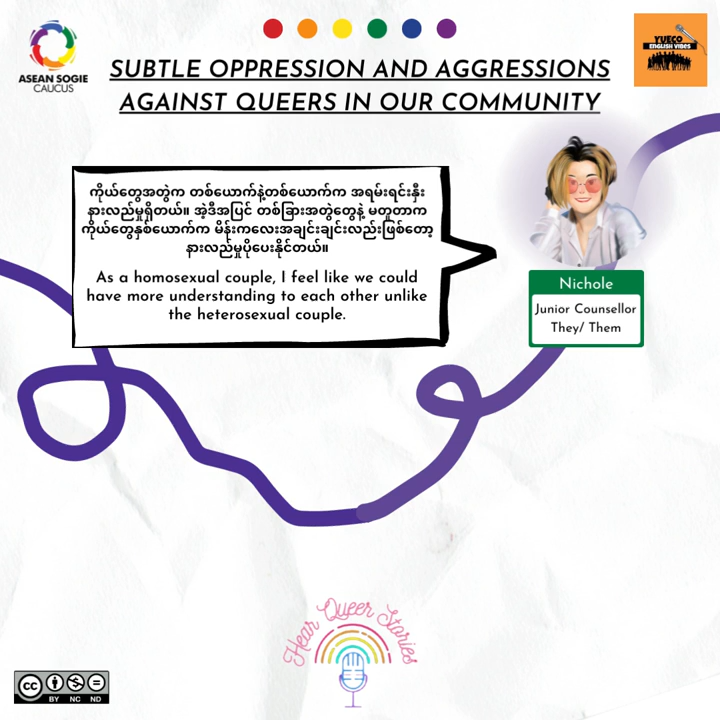 ASEAN SOGIE
CAUCUS
SUBTLE OPPRESSION AND AGGRESSIONS
AGAINST QUEERS IN OUR COMMUNITY
YUECO
ENGLISH VIBES
ကိုယ်တွေအတွဲက တစ်ယောက်နဲ့တစ်ယောက်က အရမ်းရင်းနှီး
နားလည်မှုရှိတယ်။ အဲ့ဒီအပြင် တစ်ခြားအတွဲတွေနဲ့ မတူတာက
ကိုယ်တွေနှစ်ယောက်က မိန်းကလေးအချင်းချင်းလည်းဖြစ်တော့
နားလည်မှုပိုပေးနိုင်တယ်။
As a homosexual couple, I feel like we could
have more understanding to each other unlike
the heterosexual couple.
Nichole
Junior Counsellor
They/ Them
Hear Queer Stories
cc
BY NC ND